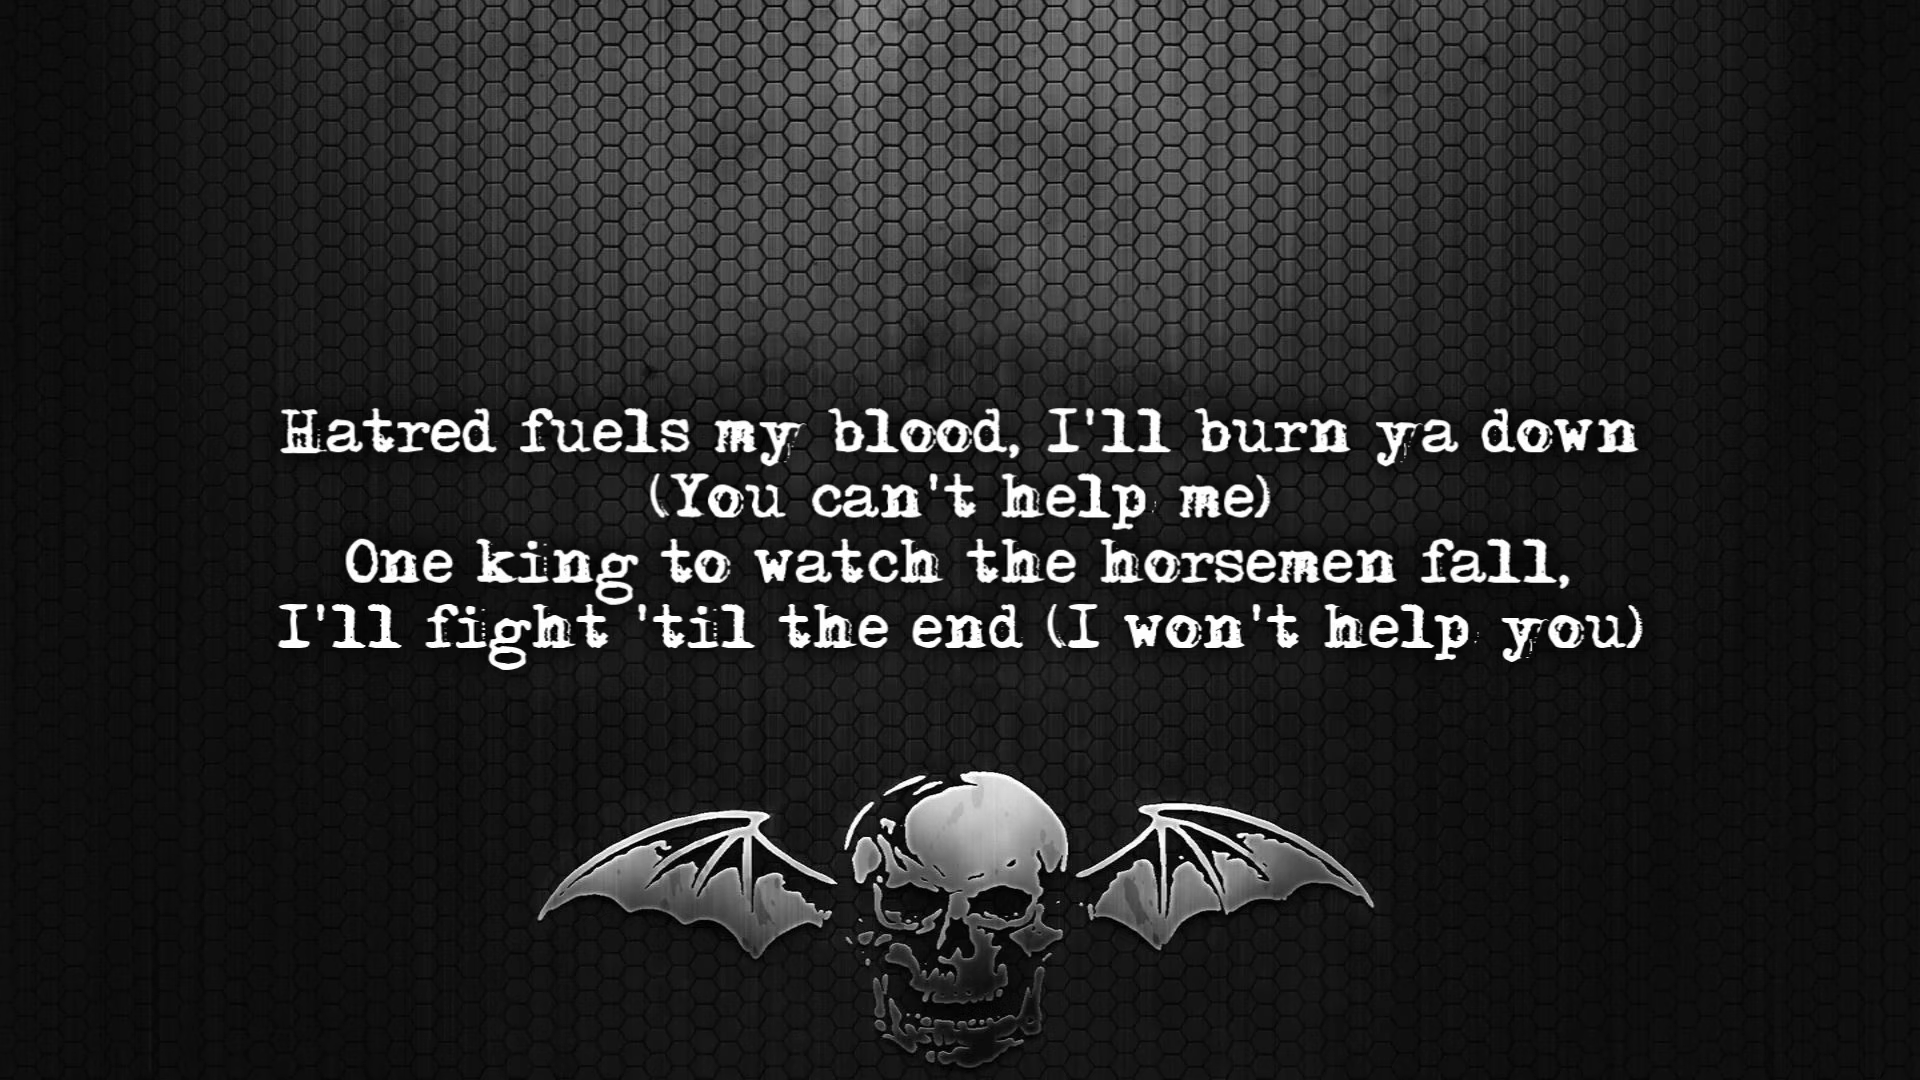 Hatred fuels my blood, I'll burn ya down
(You can't help me)
One king to watch the horsemen fall,
I'll fight 'til the end (I won't help you)